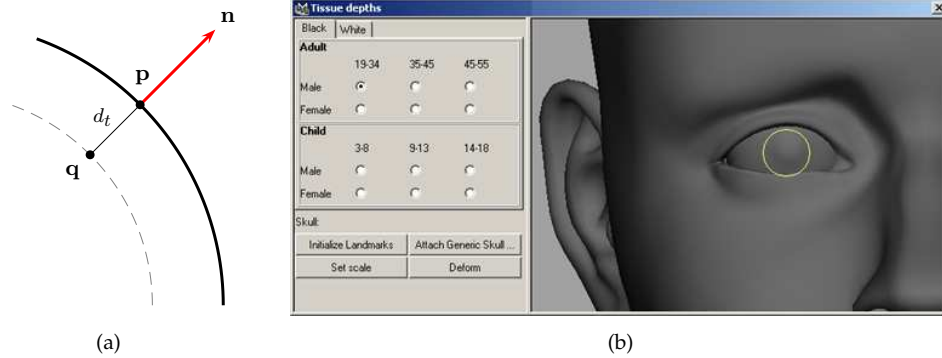 n
p
d_t
q
(a)
Tissue depths
Black White
Adult
19-34 35-45 45-55
Male
Female
Child
3-8 9-13 14-18
Male
Female
Skull:
Initialize Landmarks Attach Generic Skull ...
Set scale Deform
(b)